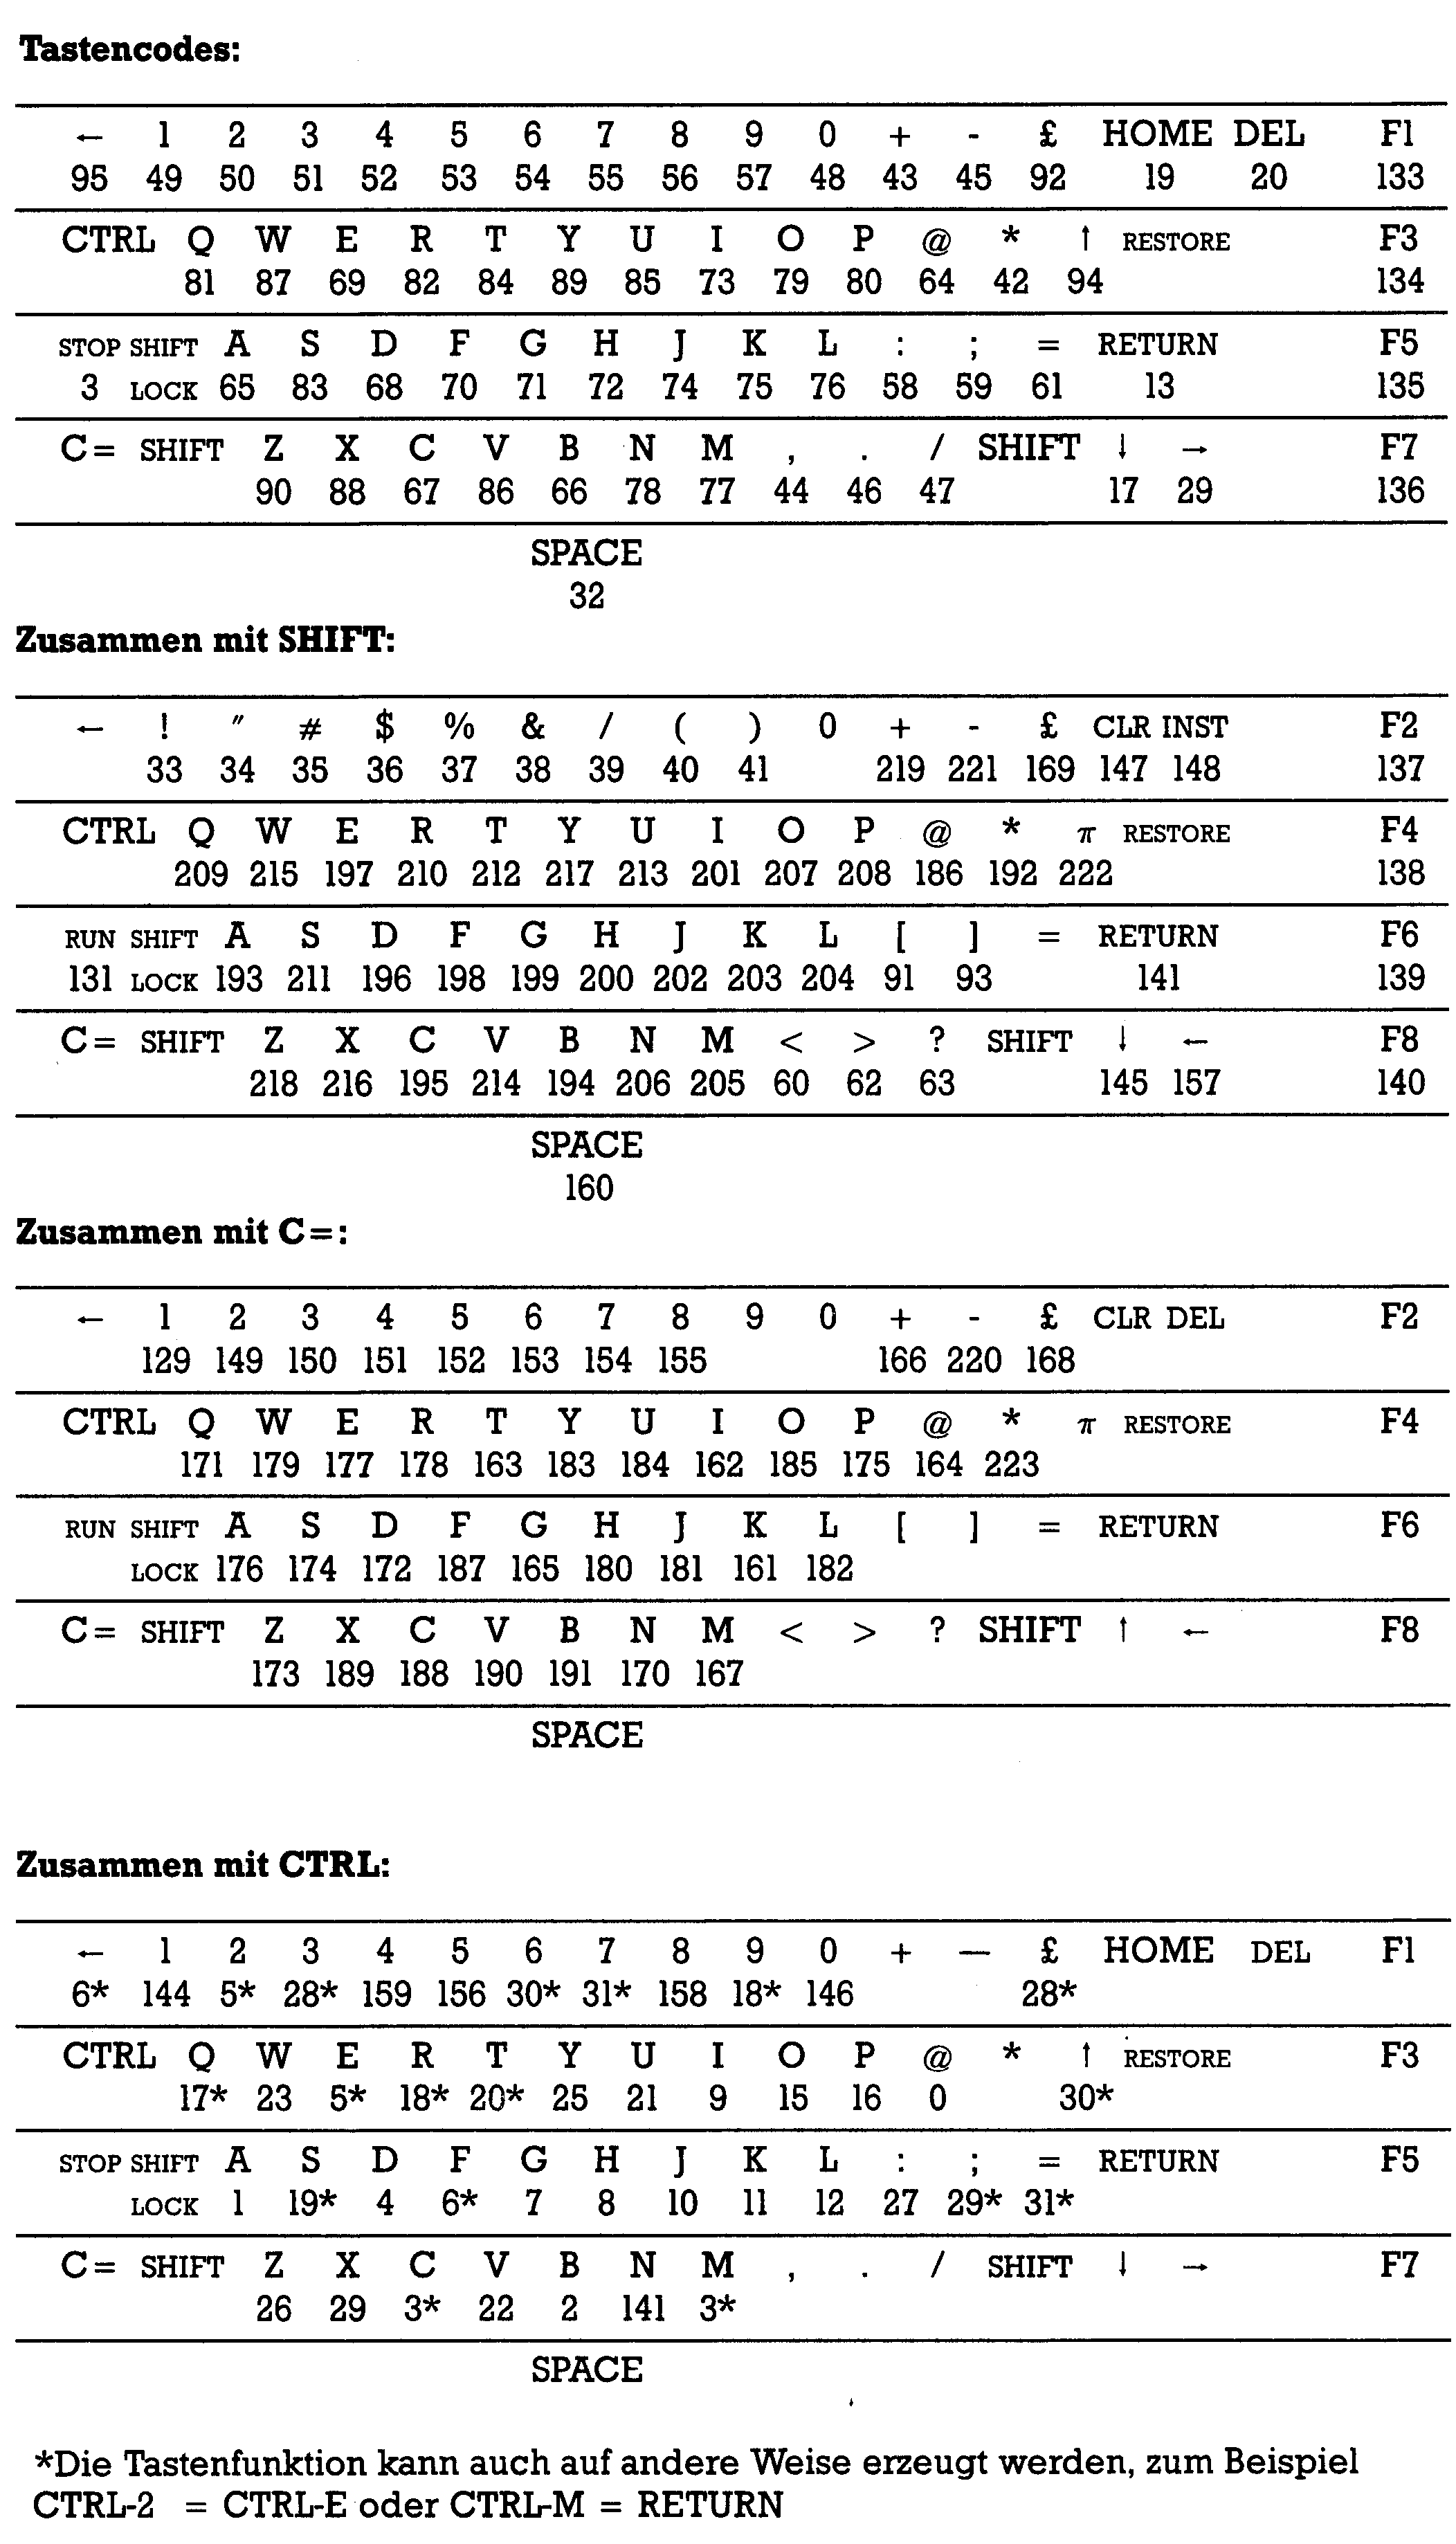 Tastencodes:
← 1 2 3 4 5 6 7 8 9 0 + - £ HOME DEL F1
95 49 50 51 52 53 54 55 56 57 48 43 45 92 19 20 133
CTRL Q W E R T Y U I O P @ * ↑ RESTORE F3
81 87 69 82 84 89 85 73 79 80 64 42 94 134
STOP SHIFT A S D F G H J K L : ; = RETURN F5
3 LOCK 65 83 68 70 71 72 74 75 76 58 59 61 13 135
C= SHIFT Z X C V B N M , . / SHIFT ↓ → F7
90 88 67 86 66 78 77 44 46 47 17 29 136
SPACE
32
Zusammen mit SHIFT:
← ! " # $ % & / ( ) 0 + - £ CLR INST F2
33 34 35 36 37 38 39 40 41 219 221 169 147 148 137
CTRL Q W E R T Y U I O P @ * π RESTORE F4
209 215 197 210 212 217 213 201 207 208 186 192 222 138
RUN SHIFT A S D F G H J K L [ ] = RETURN F6
131 LOCK 193 211 196 198 199 200 202 203 204 91 93 141 139
C= SHIFT Z X C V B N M < > ? SHIFT ↓ ← F8
218 216 195 214 194 206 205 60 62 63 145 157 140
SPACE
160
Zusammen mit C=:
← 1 2 3 4 5 6 7 8 9 0 + - £ CLR DEL F2
129 149 150 151 152 153 154 155 166 220 168
CTRL Q W E R T Y U I O P @ * π RESTORE F4
171 179 177 178 163 183 184 162 185 175 164 223
RUN SHIFT A S D F G H J K L [ ] = RETURN F6
LOCK 176 174 172 187 165 180 181 161 182
C= SHIFT Z X C V B N M < > ? SHIFT ↑ ← F8
173 189 188 190 191 170 167
SPACE
Zusammen mit CTRL:
← 1 2 3 4 5 6 7 8 9 0 + — £ HOME DEL F1
6* 144 5* 28* 159 156 30* 31* 158 18* 146 28*
CTRL Q W E R T Y U I O P @ * ↑ RESTORE F3
17* 23 5* 18* 20* 25 21 9 15 16 0 30*
STOP SHIFT A S D F G H J K L : ; = RETURN F5
LOCK 1 19* 4 6* 7 8 10 11 12 27 29* 31*
C= SHIFT Z X C V B N M , . / SHIFT ↓ → F7
26 29 3* 22 2 141 3*
SPACE
*Die Tastenfunktion kann auch auf andere Weise erzeugt werden, zum Beispiel
CTRL-2 = CTRL-E oder CTRL-M = RETURN